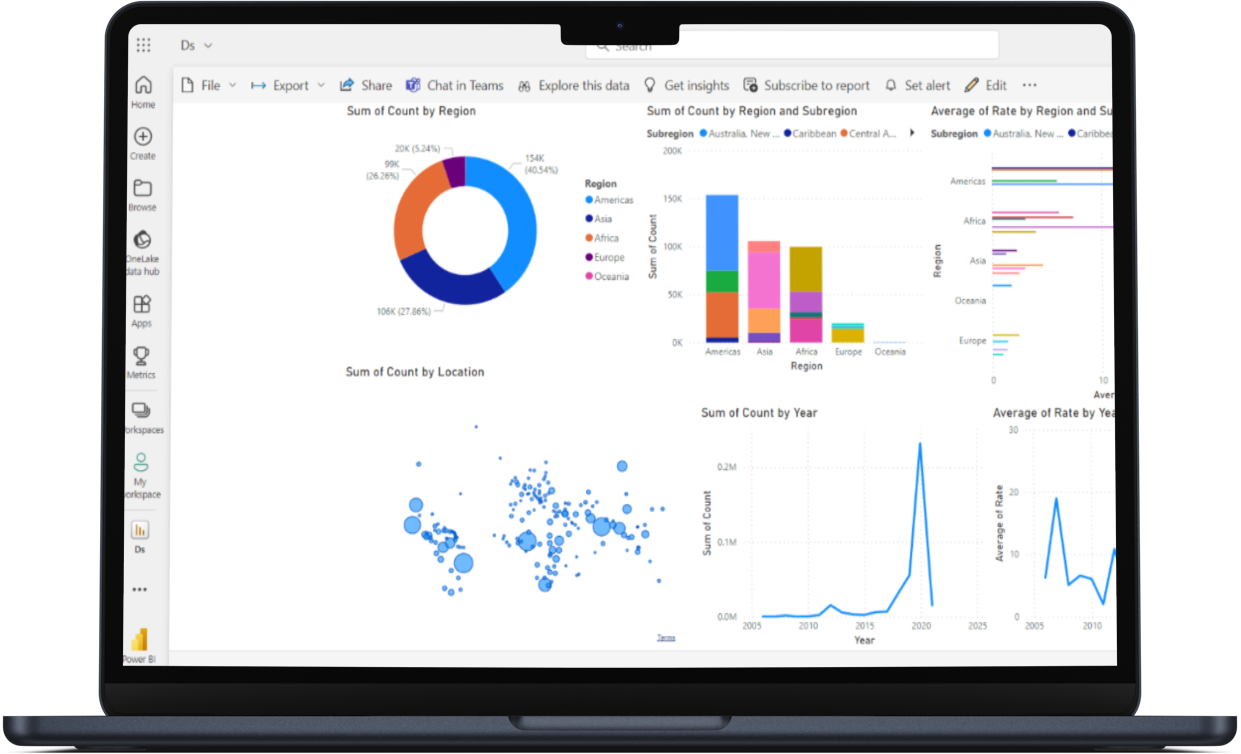 Ds
Search
File Export Share Chat in Teams Explore this data Get insights Subscribe to report Set alert Edit ...
Home
Create
Browse
OneLake
data hub
Apps
Metrics
orkspaces
My
orkspace
Ds
Power BI
Sum of Count by Region
20K (5.24%)
99K
(26.26%)
154K
(40.54%)
106K (27.86%)
Region
Americas
Asia
Africa
Europe
Oceania
Sum of Count by Region and Subregion
Subregion Australia, New ... Caribbean Central A...
200K
150K
100K
50K
0K
Sum of Count
Americas Asia Africa Europe Oceania
Region
Average of Rate by Region and Su
Subregion Australia, New ... Caribbe
Region
Americas
Africa
Asia
Oceania
Europe
0 10
Aver
Sum of Count by Location
Terms
Sum of Count by Year
0.2M
0.1M
0.0M
Sum of Count
2005 2010 2015 2020 2025
Year
Average of Rate by Yea
30
20
10
0
Average of Rate
2005 2010